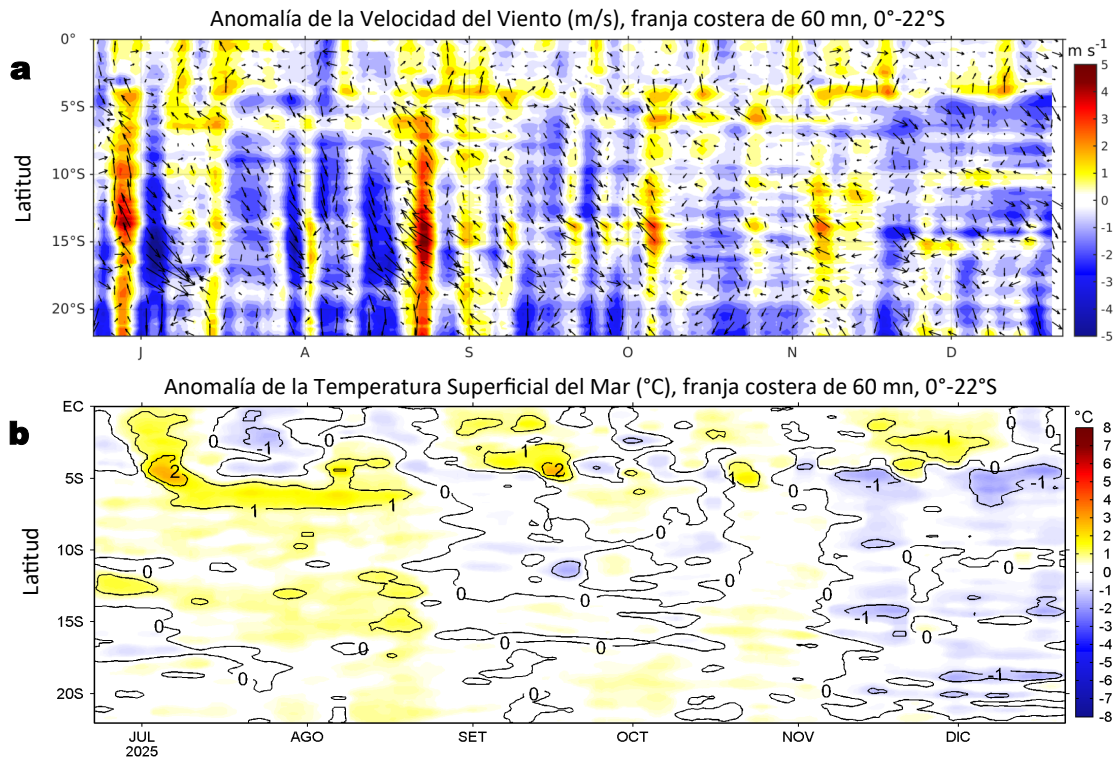 Anomalía de la Velocidad del Viento (m/s), franja costera de 60 mn, 0°-22°S
a
0°
5°S
10°S
15°S
20°S
Latitud
J
A
S
O
N
D
m s-1
5
4
3
2
1
0
-1
-2
-3
-4
-5
Anomalía de la Temperatura Superficial del Mar (°C), franja costera de 60 mn, 0°-22°S
b
EC
5S
10S
15S
20S
Latitud
0
0
-1
2
1
1
1
2
0
1
0
0
-1
0
0
-1
0
0
0
0
0
0
0
-1
0
0
0
0
0
0
-1
JUL
2025
AGO
SET
OCT
NOV
DIC
°C
8
7
6
5
4
3
2
1
0
-1
-2
-3
-4
-5
-6
-7
-8